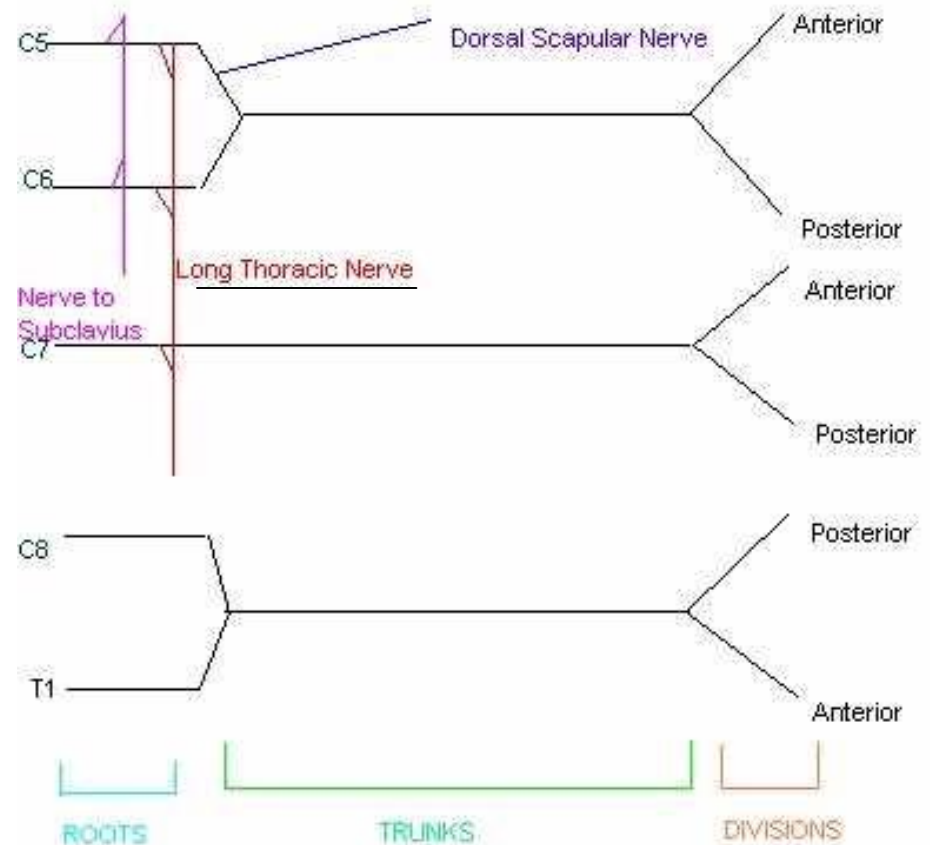 C5
Dorsal Scapular Nerve
Anterior
C6
Posterior
Long Thoracic Nerve
Anterior
Nerve to
Subclavius
C7
Posterior
C8
Posterior
T1
Anterior
ROOTS
TRUNKS
DIVISIONS